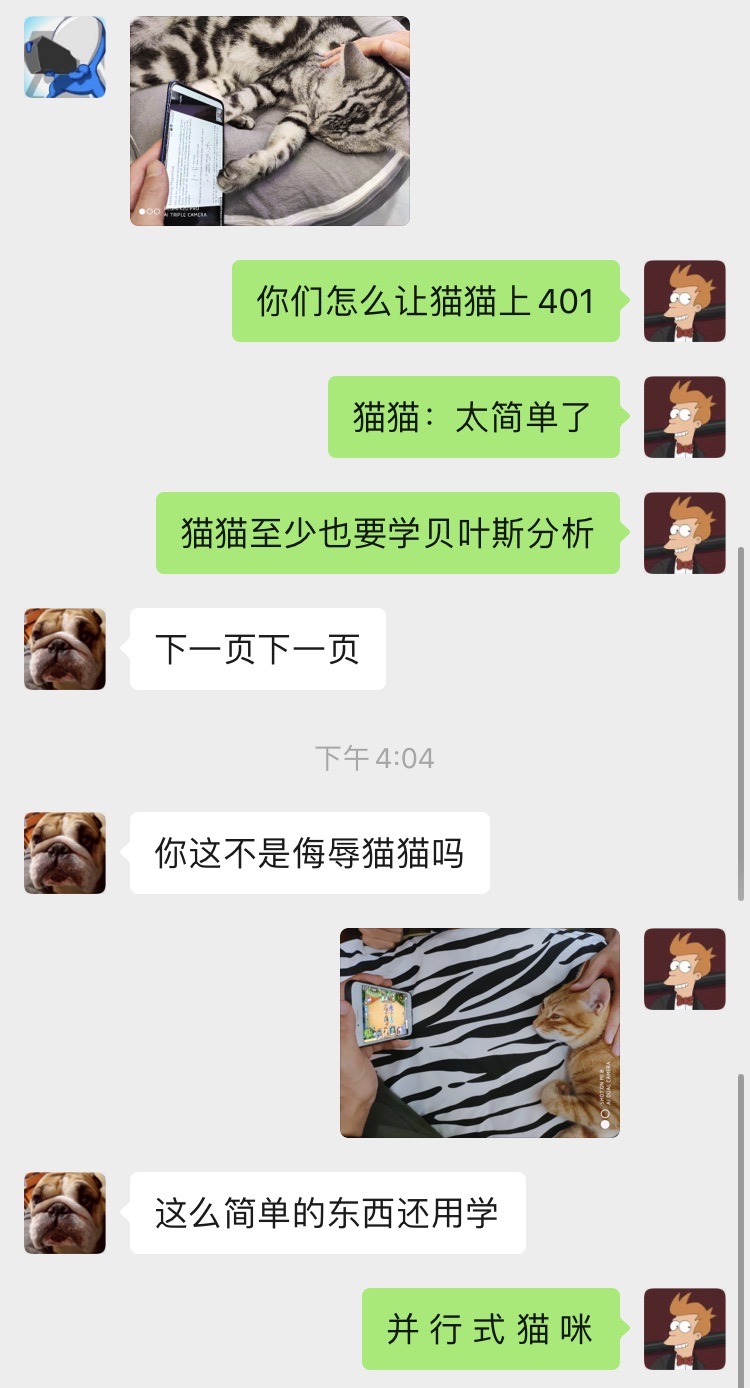 AI TRIPLE CAMERA
你们怎么让猫猫上401
猫猫：太简单了
猫猫至少也要学贝叶斯分析
下一页下一页
下午4:04
你这不是侮辱猫猫吗
AI DUAL CAMERA
这么简单的东西还用学
并 行 式 猫 咪